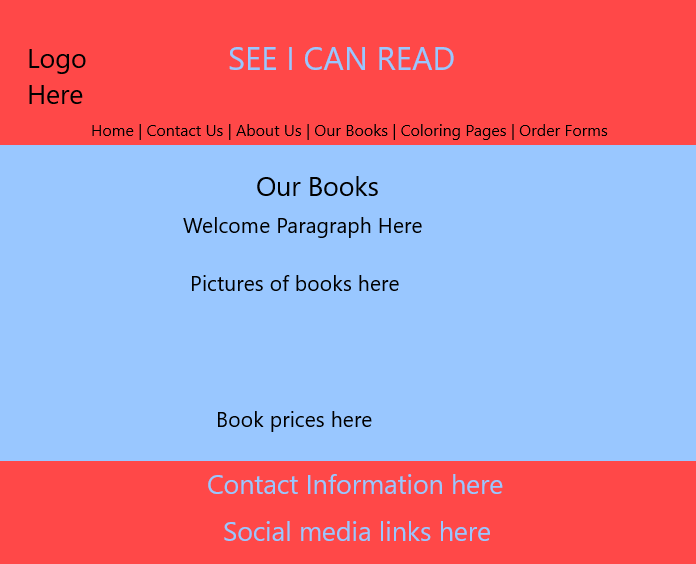 SEE I CAN READ
Logo
Here
Home | Contact Us | About Us | Our Books | Coloring Pages | Order Forms
Our Books
Welcome Paragraph Here
Pictures of books here
Book prices here
Contact Information here
Social media links here